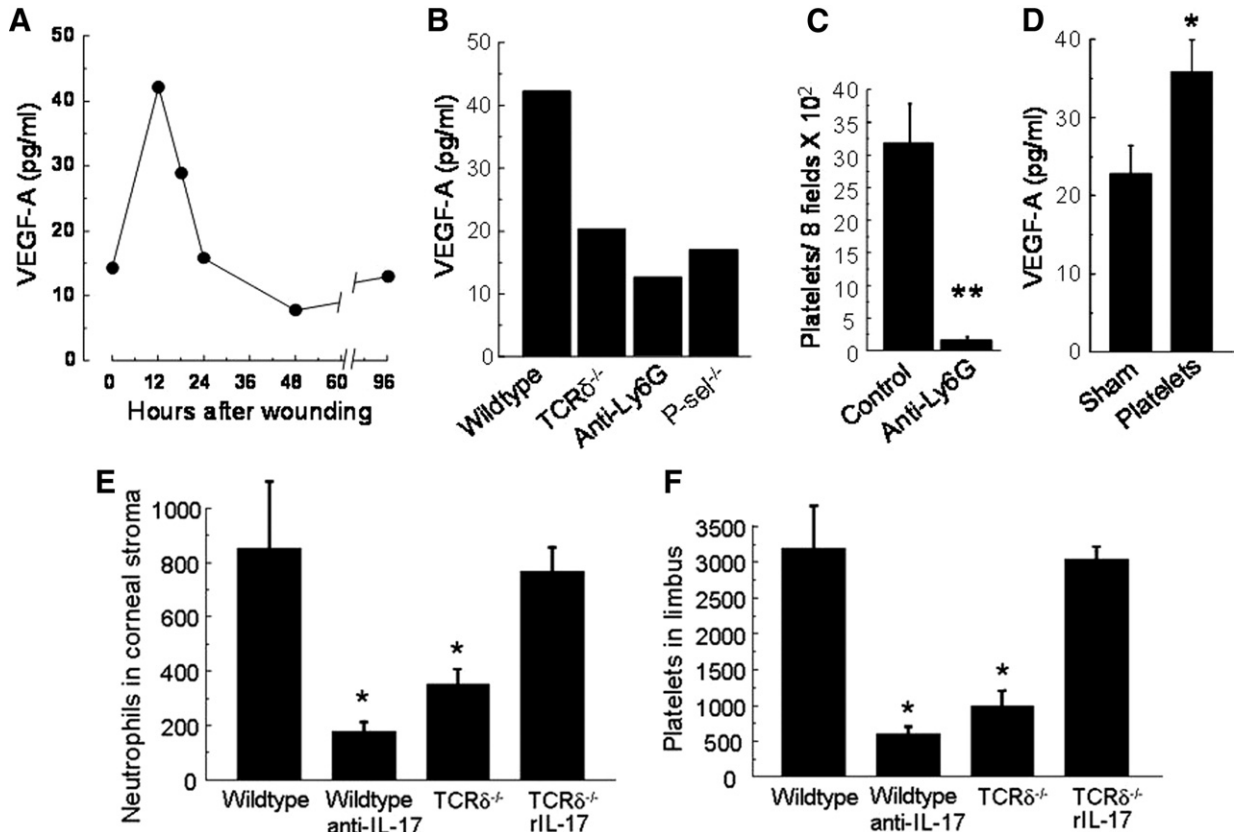 A
VEGF-A (pg/ml)
50
40
30
20
10
0
0 12 24 36 48 60 96
Hours after wounding
B
VEGF-A (pg/ml)
50
40
30
20
10
0
Wildtype
TCRδ-/-
Anti-Ly6G
P-sel-/-
C
Platelets/ 8 fields X 10²
40
35
30
25
20
15
10
5
0
**
Control
Anti-Ly6G
D
VEGF-A (pg/ml)
40
30
20
10
0
*
Sham
Platelets
E
Neutrophils in corneal stroma
1000
800
600
400
200
0
*
*
Wildtype
Wildtype
anti-IL-17
TCRδ-/-
TCRδ-/-
rIL-17
F
Platelets in limbus
3500
3000
2500
2000
1500
1000
500
0
*
*
Wildtype
Wildtype
anti-IL-17
TCRδ-/-
TCRδ-/-
rIL-17